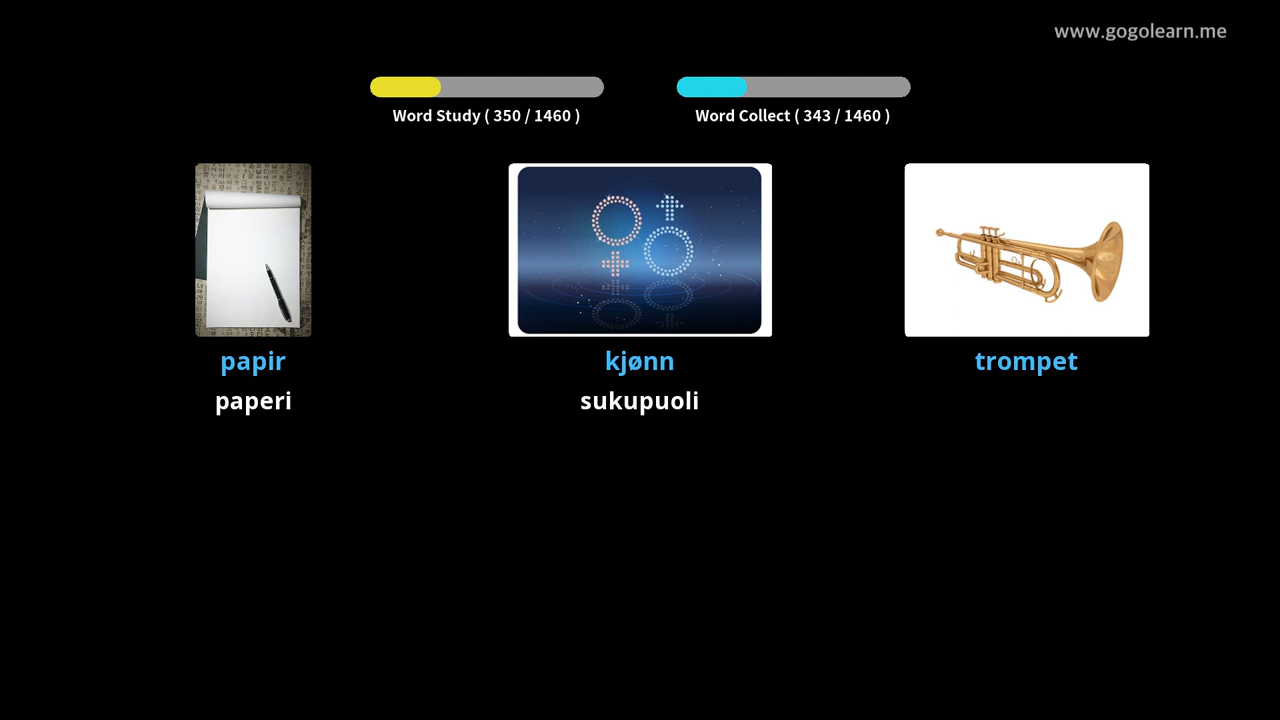 www.gogolearn.me
Word Study ( 350 / 1460 )
Word Collect ( 343 / 1460 )
papir
kjønn
trompet
paperi
sukupuoli